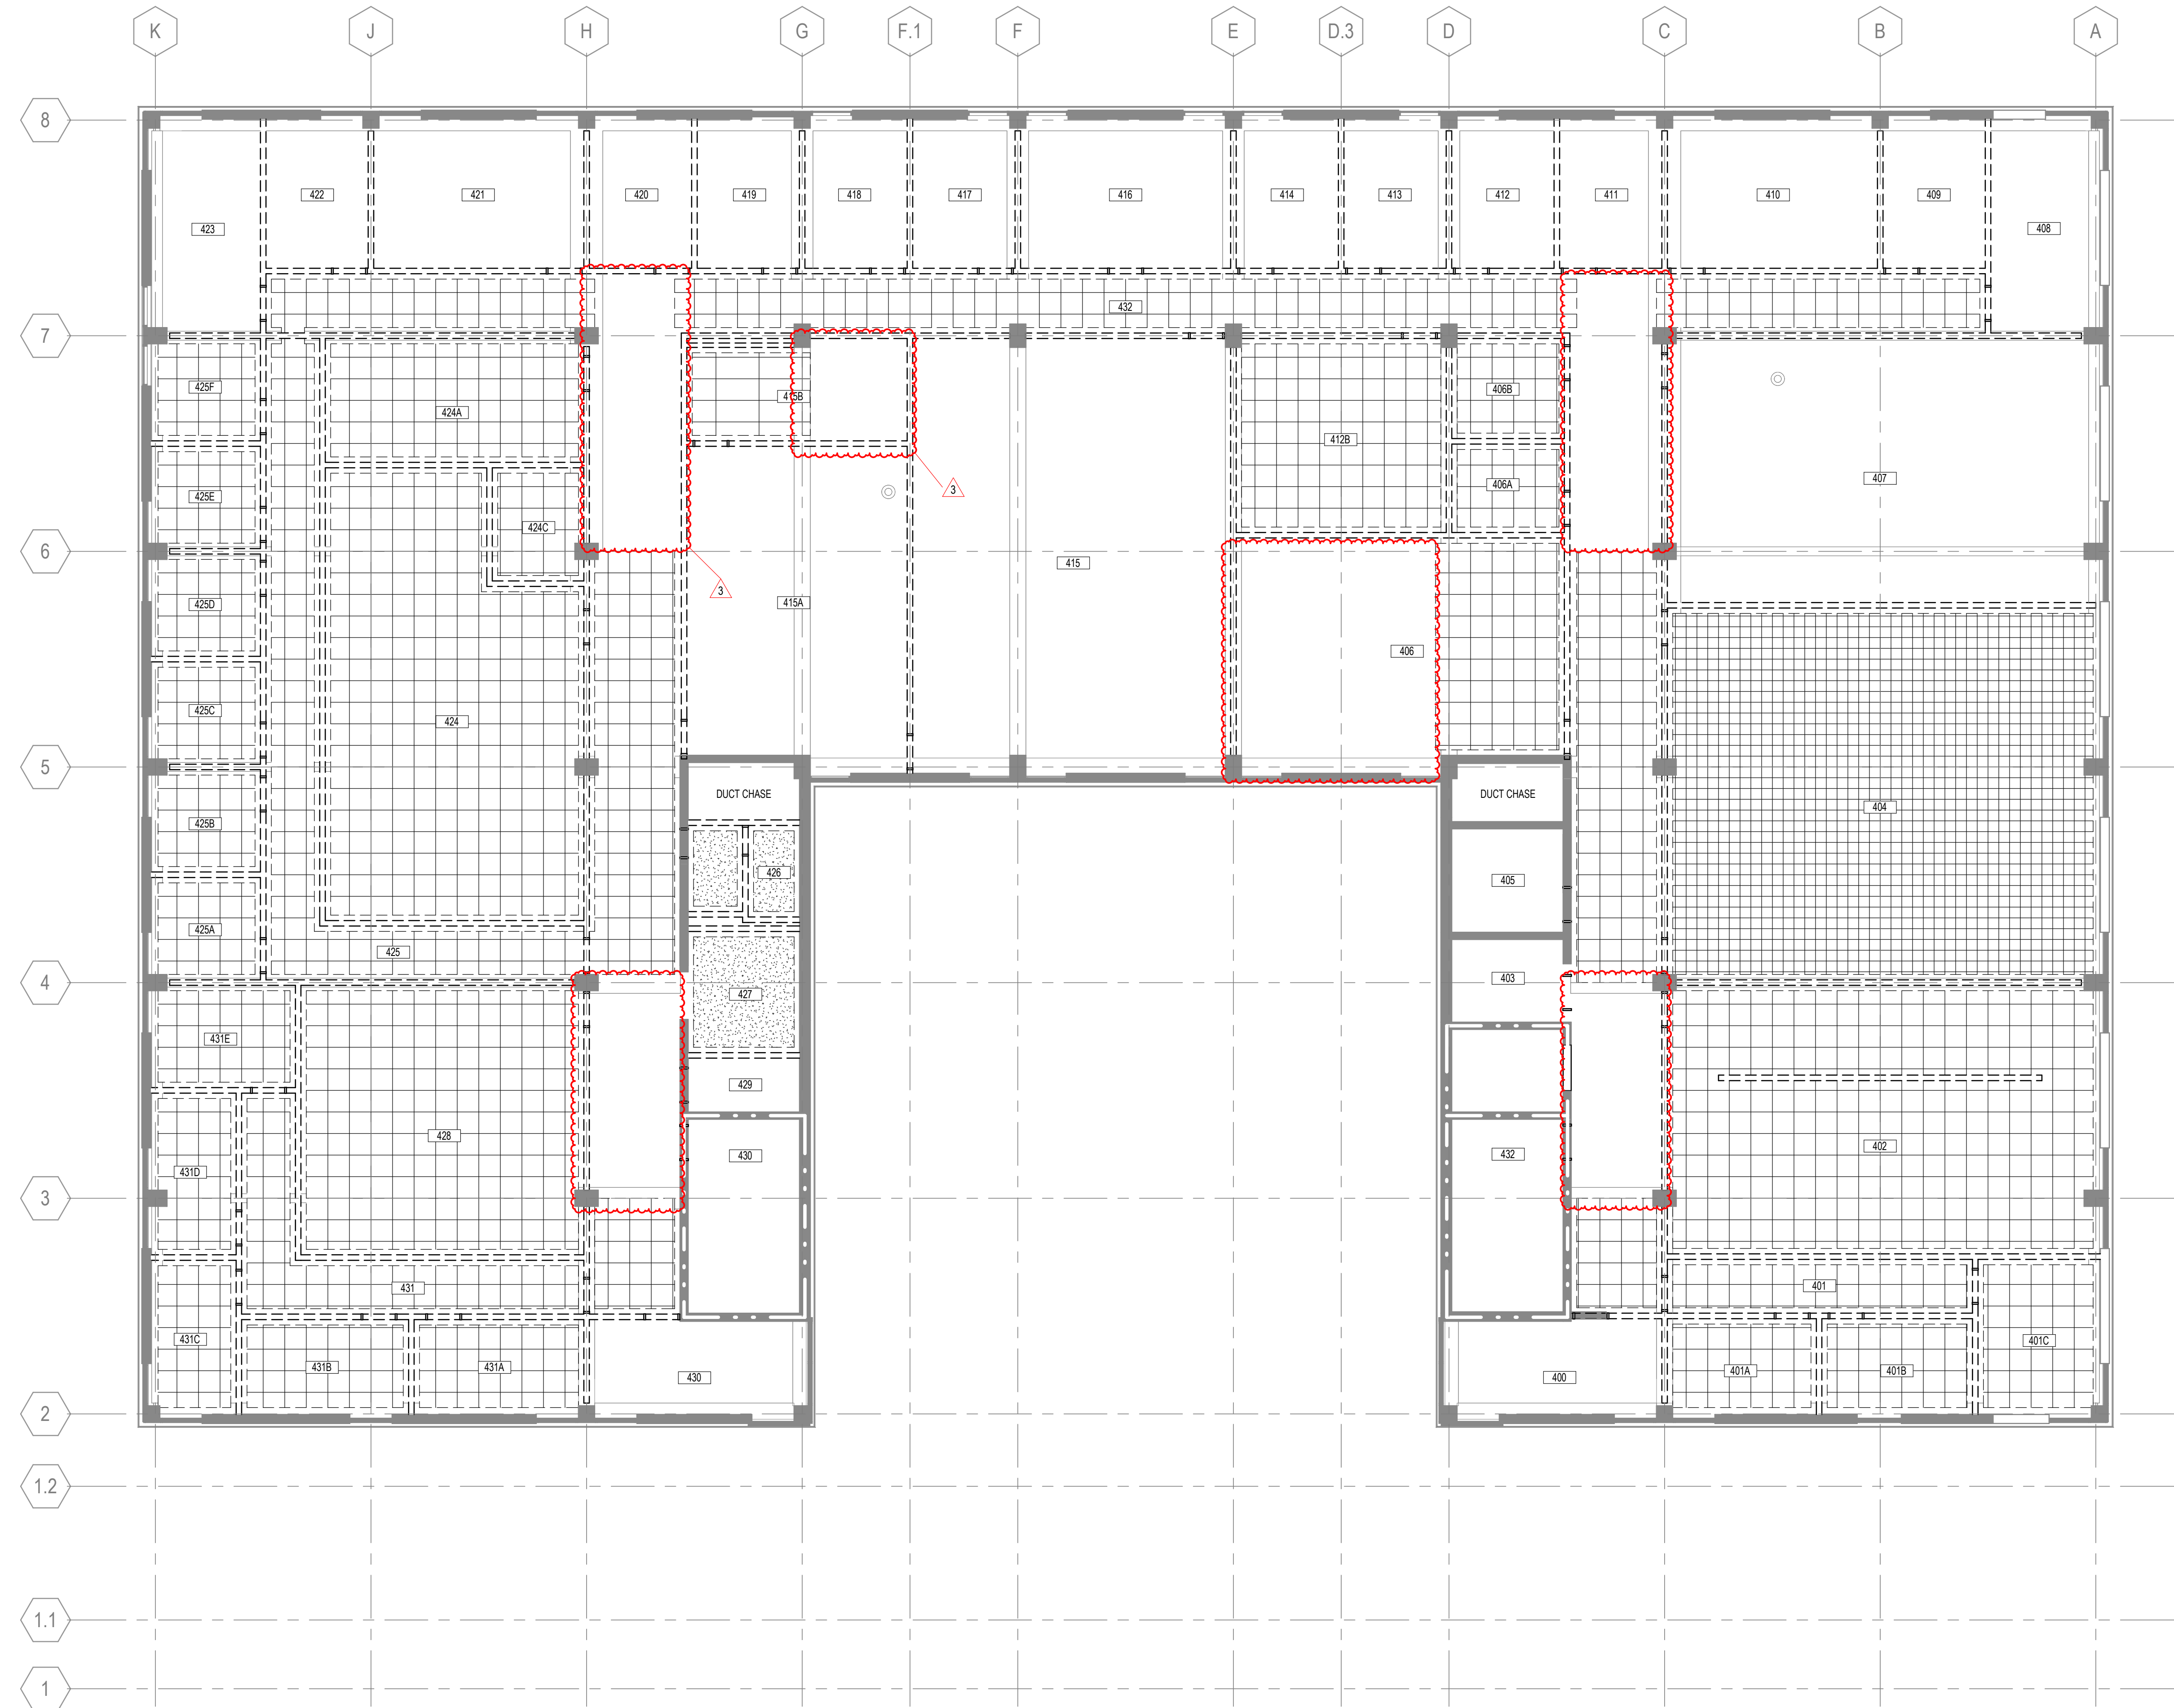 K J H G F.1 F E D.3 D C B A
8
422 421 420 419 418 417 416 414 413 412 411 410 409
423 408
432
7
425F 415B 406B
424A
412B
407
425E 406A
3
424C
6
415
3
425D 415A
406
425C 424
5
DUCT CHASE DUCT CHASE
404
425B
426 405
425A
425
403
4
427
431E
429
428 402
430 432
431D
3
431 401
431C 401C
431B 431A 401A 401B
430 400
2
1.2
1.1
1